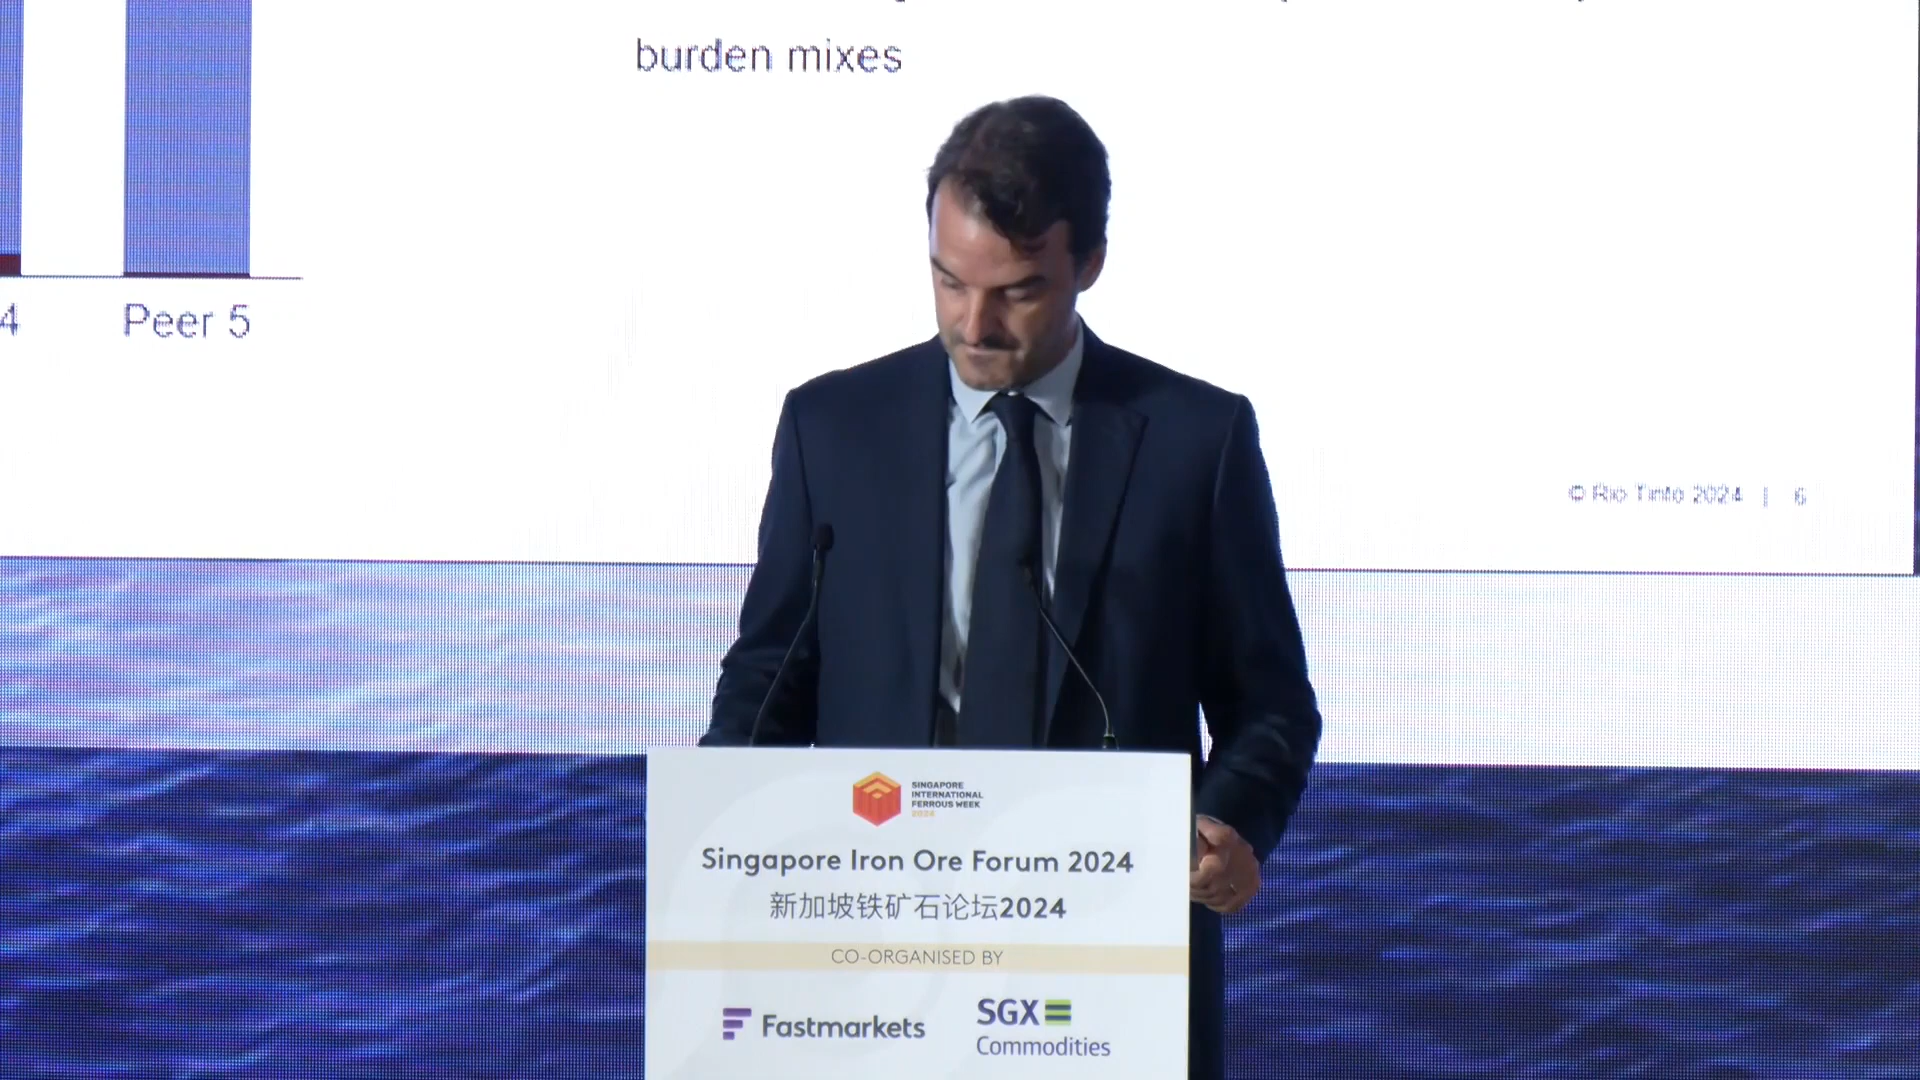 burden mixes
4
Peer 5
© Rio Tinto 2024 | 6
SINGAPORE
INTERNATIONAL
FERROUS WEEK
2024
Singapore Iron Ore Forum 2024
新加坡铁矿石论坛2024
CO-ORGANISED BY
Fastmarkets
SGX
Commodities